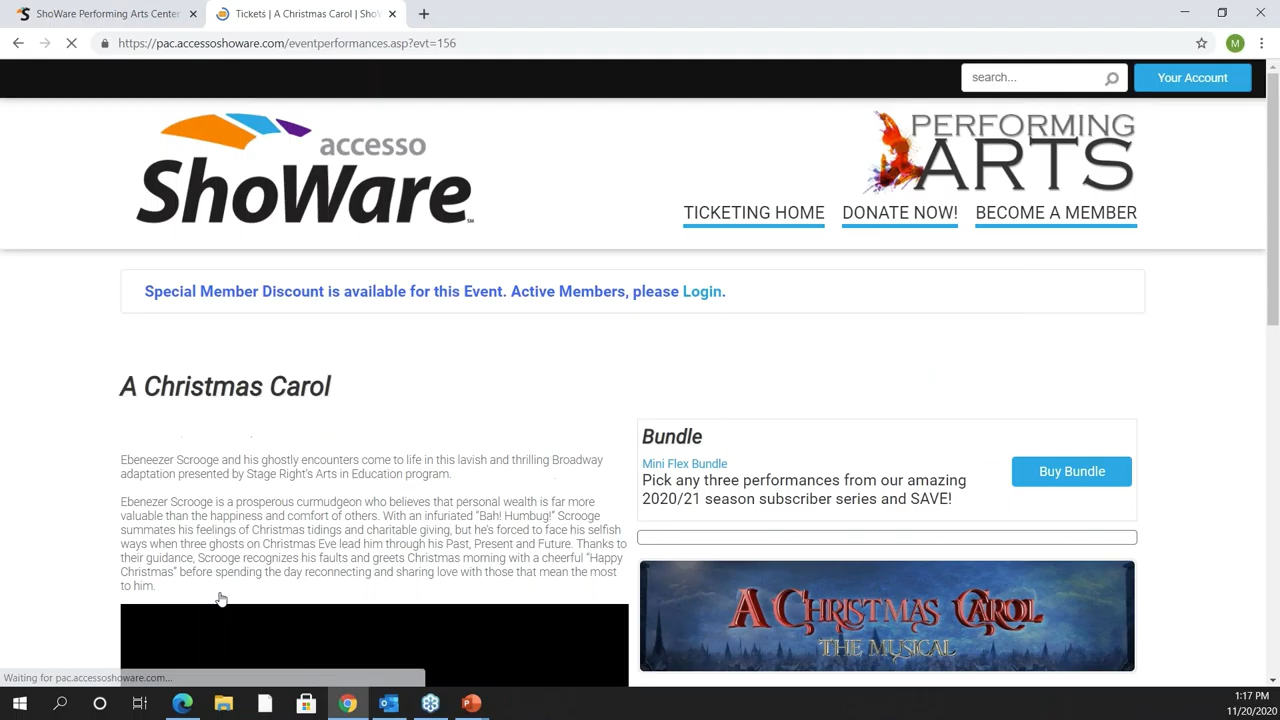 ShoWare Performing Arts Center
Tickets | A Christmas Carol | Sho
https://pac.accessoshoware.com/eventperformances.asp?evt=156
M
search...
Your Account
accesso
ShoWare
SM
PERFORMING
ARTS
TICKETING HOME
DONATE NOW!
BECOME A MEMBER
Special Member Discount is available for this Event. Active Members, please Login.
A Christmas Carol
Ebeneezer Scrooge and his ghostly encounters come to life in this lavish and thrilling Broadway
adaptation presented by Stage Right's Arts in Education program.
Ebenezer Scrooge is a prosperous curmudgeon who believes that personal wealth is far more
valuable than the happiness and comfort of others. With an infuriated “Bah! Humbug!” Scrooge
summates his feelings of Christmas tidings and charitable giving, but he's forced to face his selfish
ways when three ghosts on Christmas Eve lead him through his Past, Present and Future. Thanks to
their guidance, Scrooge recognizes his faults and greets Christmas morning with a cheerful “Happy
Christmas” before spending the day reconnecting and sharing love with those that mean the most
to him.
Bundle
Mini Flex Bundle
Pick any three performances from our amazing
2020/21 season subscriber series and SAVE!
Buy Bundle
A CHRISTMAS CAROL
THE MUSICAL
Waiting for pac.accessoshoware.com...
1:17 PM
11/20/2020